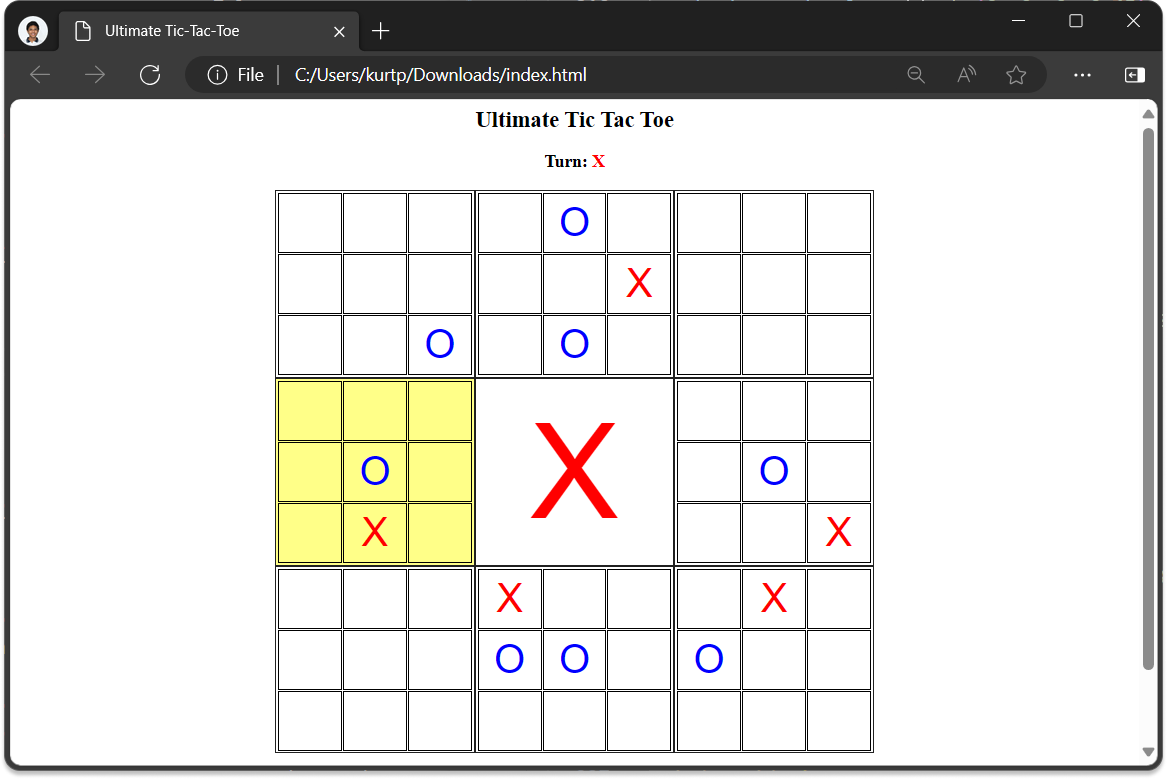 Ultimate Tic-Tac-Toe
File C:/Users/kurtp/Downloads/index.html
Ultimate Tic Tac Toe
Turn: X
O
X
O O
O X O
X X
X X
O O O